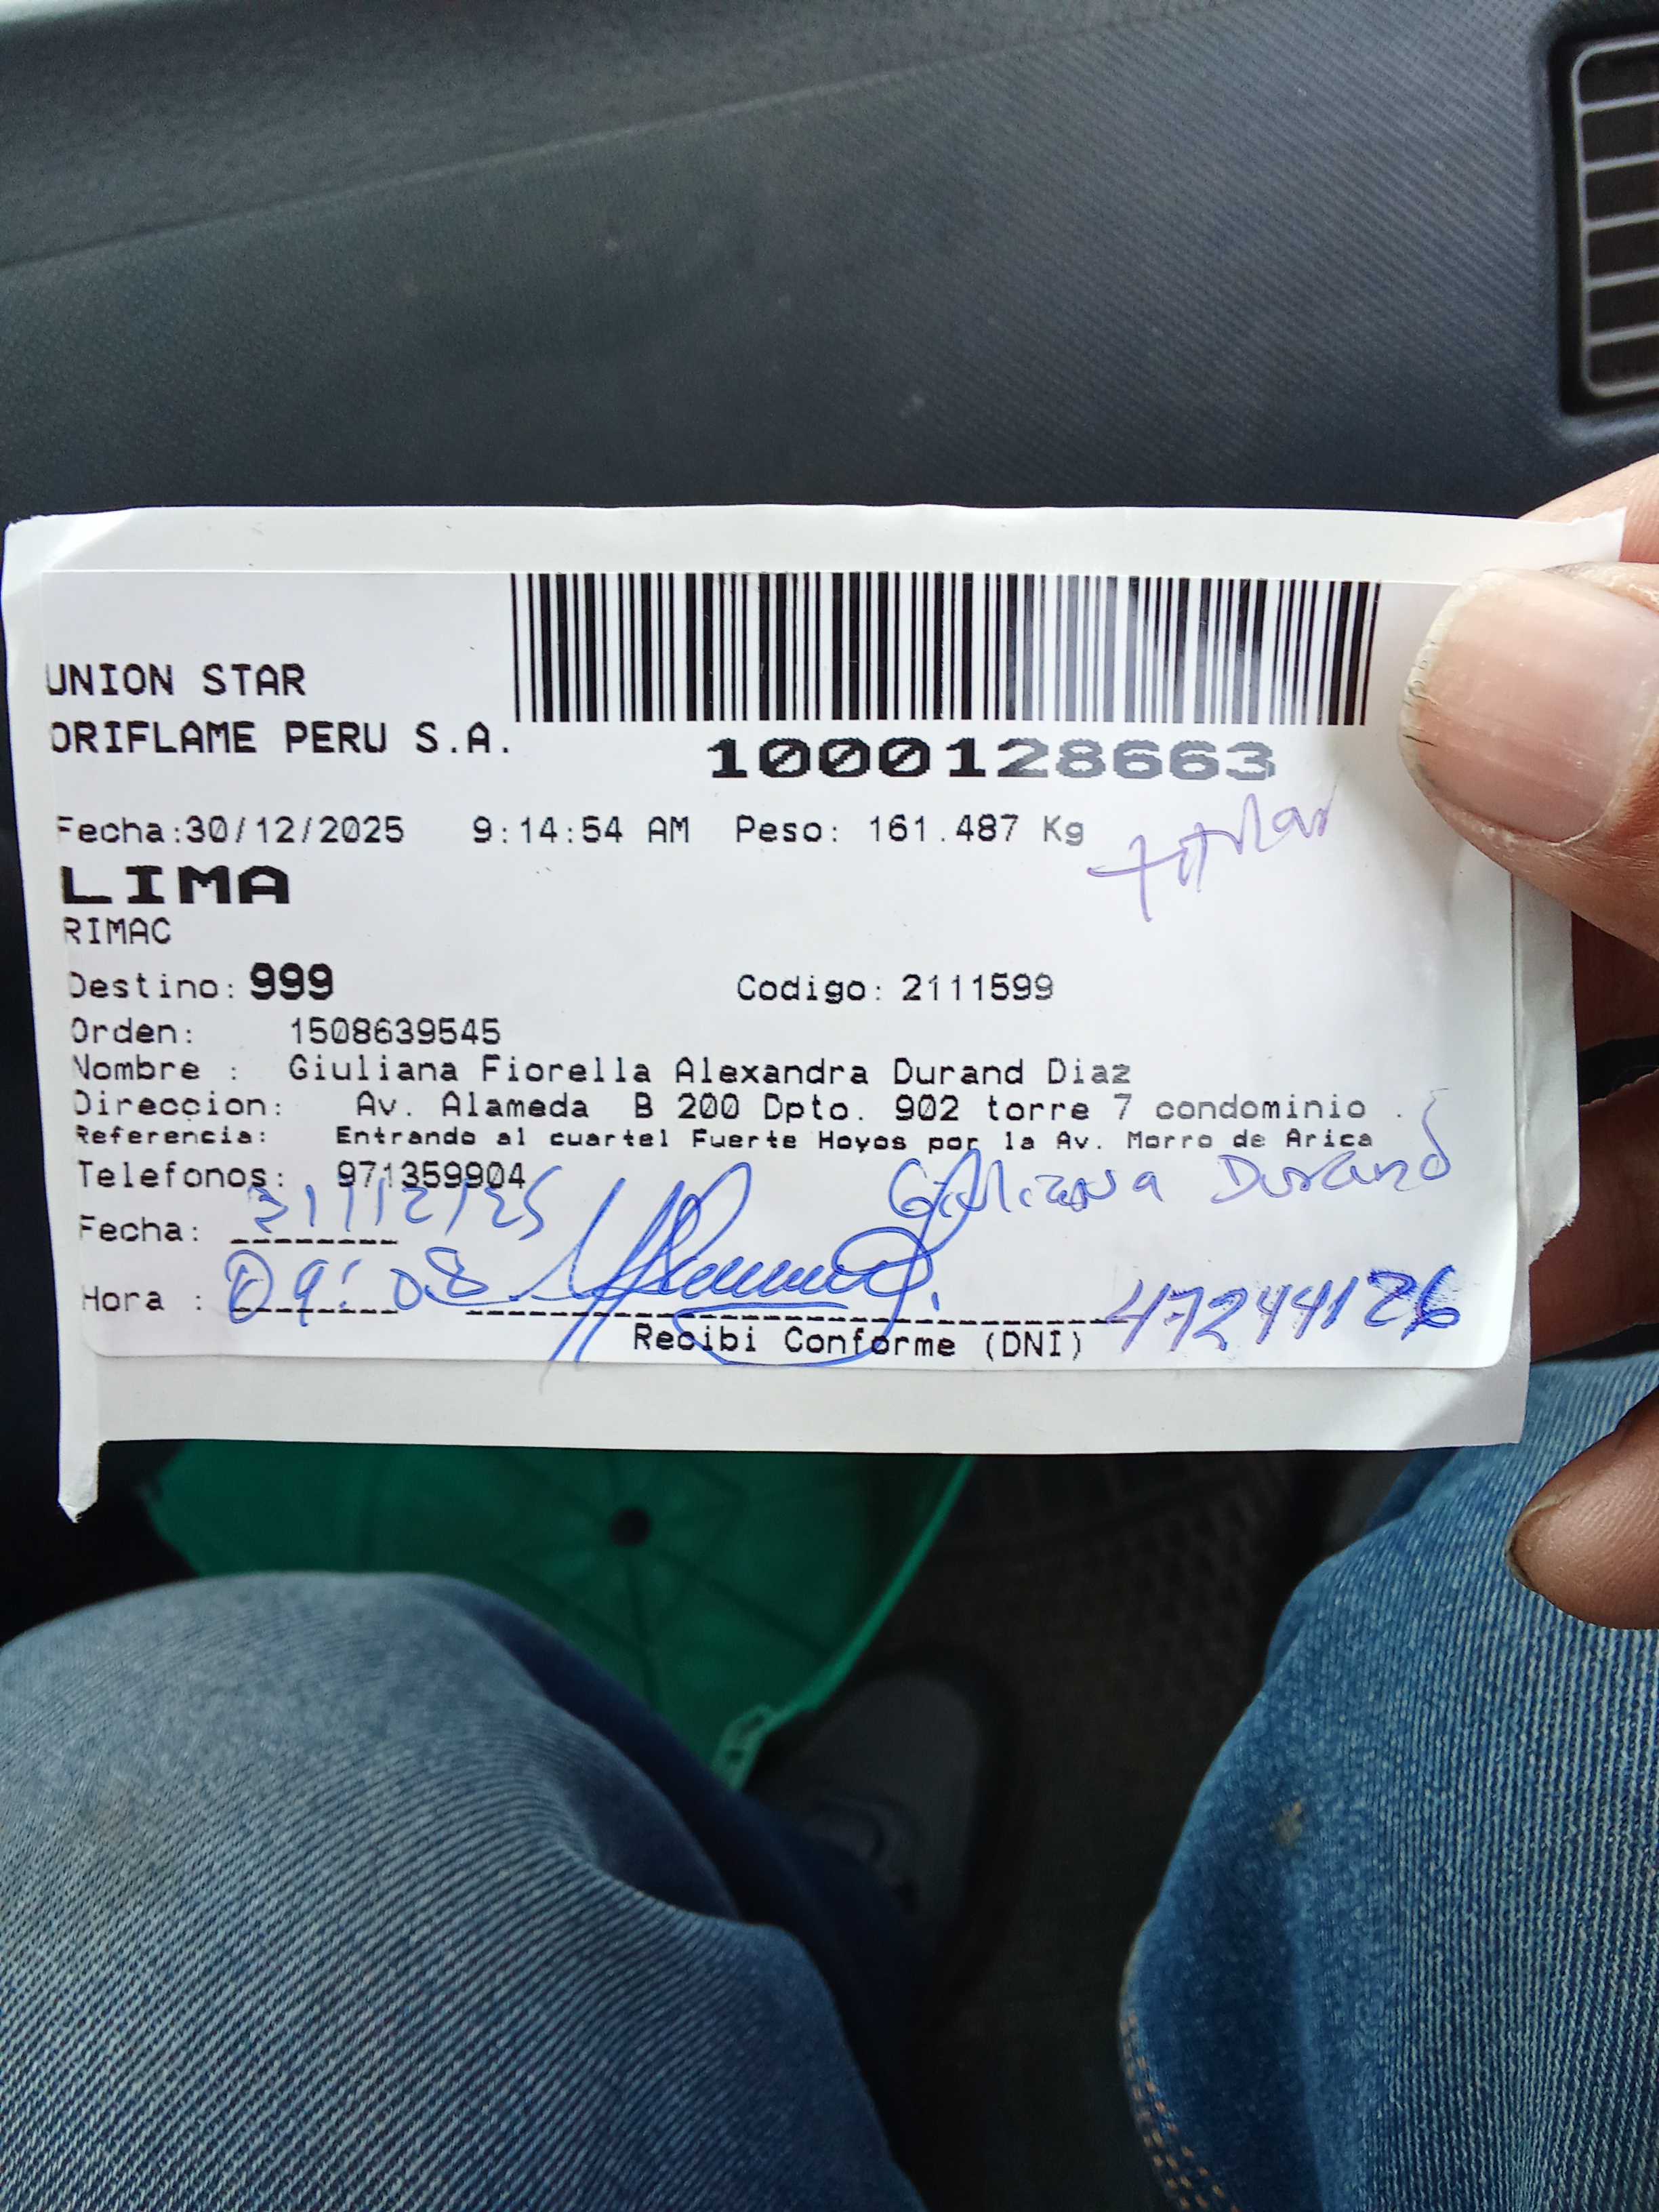 UNION STAR
ORIFLAME PERU S.A.
1000128663
Fecha:30/12/2025 9:14:54 AM Peso: 161.487 Kg
titular
LIMA
RIMAC
Destino: 999 Codigo: 2111599
Orden: 1508639545
Nombre : Giuliana Fiorella Alexandra Durand Diaz
Direccion: Av. Alameda B 200 Dpto. 902 torre 7 condominio .
Referencia: Entrando al cuartel Fuerte Hoyos por la Av. Morro de Arica
Telefonos: 971359904
Giuliana Durand
Fecha: 31/12/25
Hora : 09:08
47244126
Recibi Conforme (DNI)